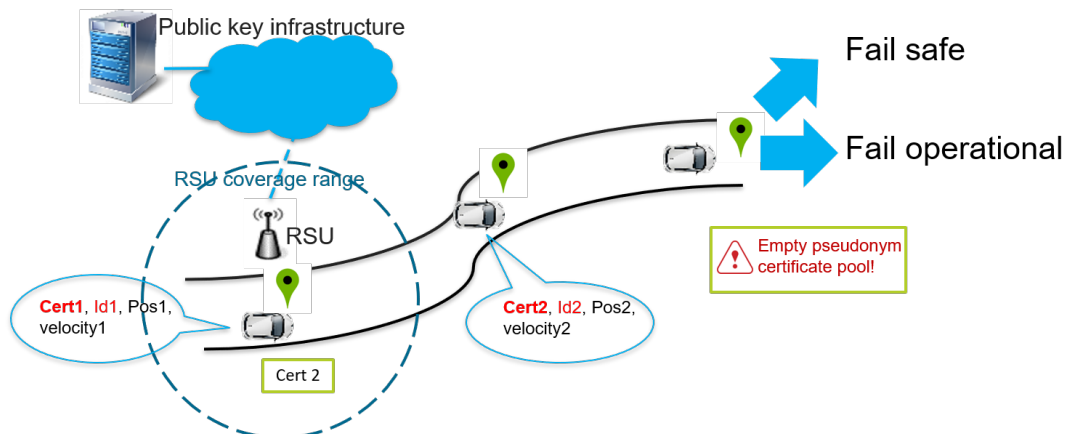 Public key infrastructure
Fail safe
Fail operational
RSU coverage range
RSU
Empty pseudonym
certificate pool!
Cert1, Id1, Pos1,
velocity1
Cert2, Id2, Pos2,
velocity2
Cert 2